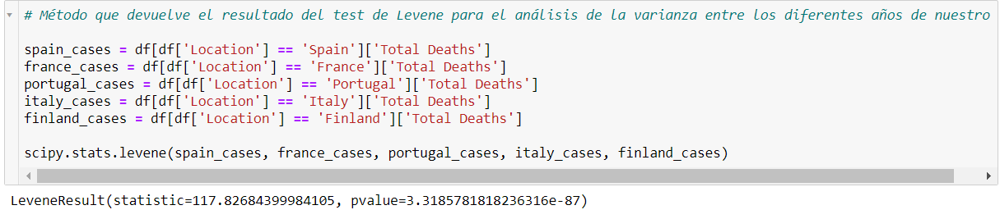 # Método que devuelve el resultado del test de Levene para el análisis de la varianza entre los diferentes años de nuestro
spain_cases = df[df['Location'] == 'Spain']['Total Deaths']
france_cases = df[df['Location'] == 'France']['Total Deaths']
portugal_cases = df[df['Location'] == 'Portugal']['Total Deaths']
italy_cases = df[df['Location'] == 'Italy']['Total Deaths']
finland_cases = df[df['Location'] == 'Finland']['Total Deaths']
scipy.stats.levene(spain_cases, france_cases, portugal_cases, italy_cases, finland_cases)
LeveneResult(statistic=117.82684399984105, pvalue=3.3185781818236316e-87)